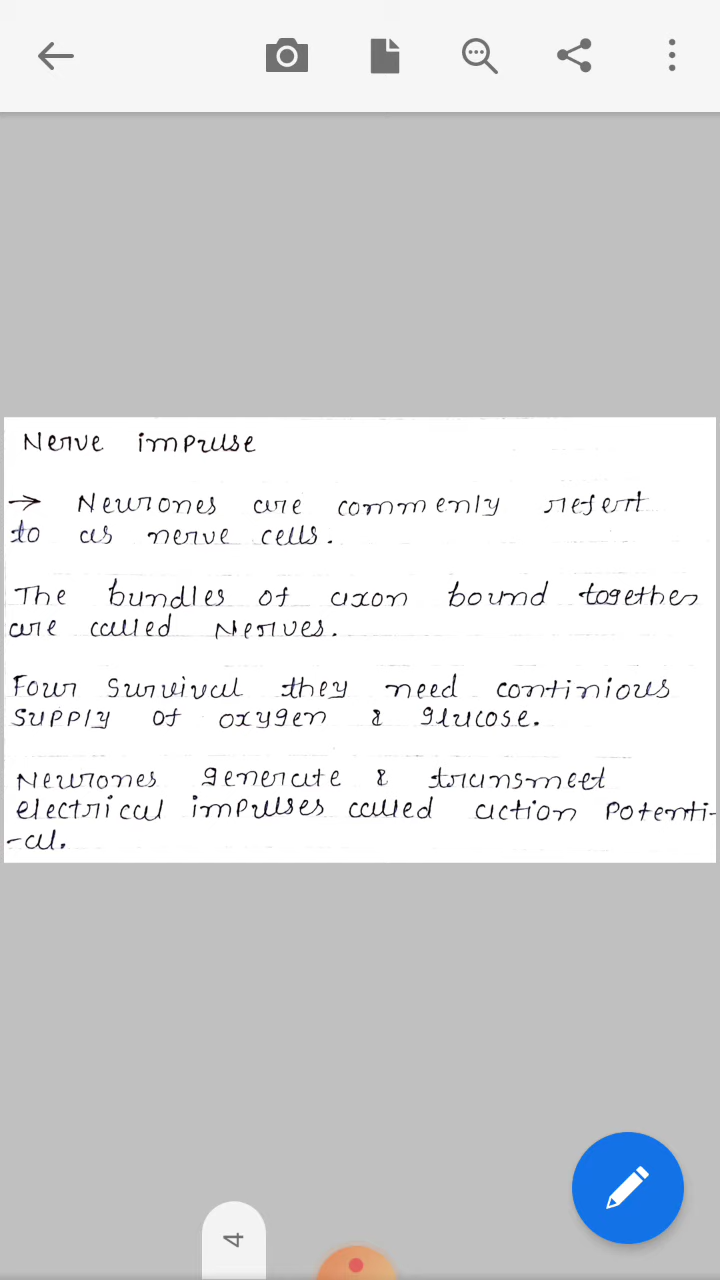 Nerve impulse
→ Neurones are commenly refert
to as nerve cells.
The bundles of axon bound together
are called Nerves.
Four Survival they need continious
supply of oxygen & glucose.
Neurones generate & transmeet
electrical impulses called action potenti-
-al.
4